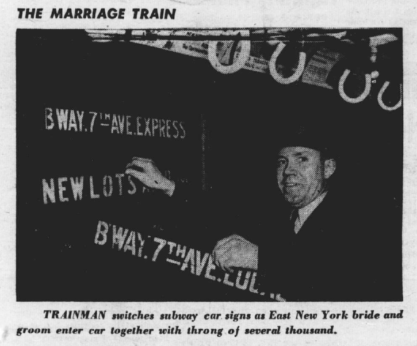 THE MARRIAGE TRAIN
B'WAY.7TH AVE.EXPRESS
NEW LOTS
B'WAY.7TH AVE.LOCAL
TRAINMAN switches subway car signs as East New York bride and
groom enter car together with throng of several thousand.